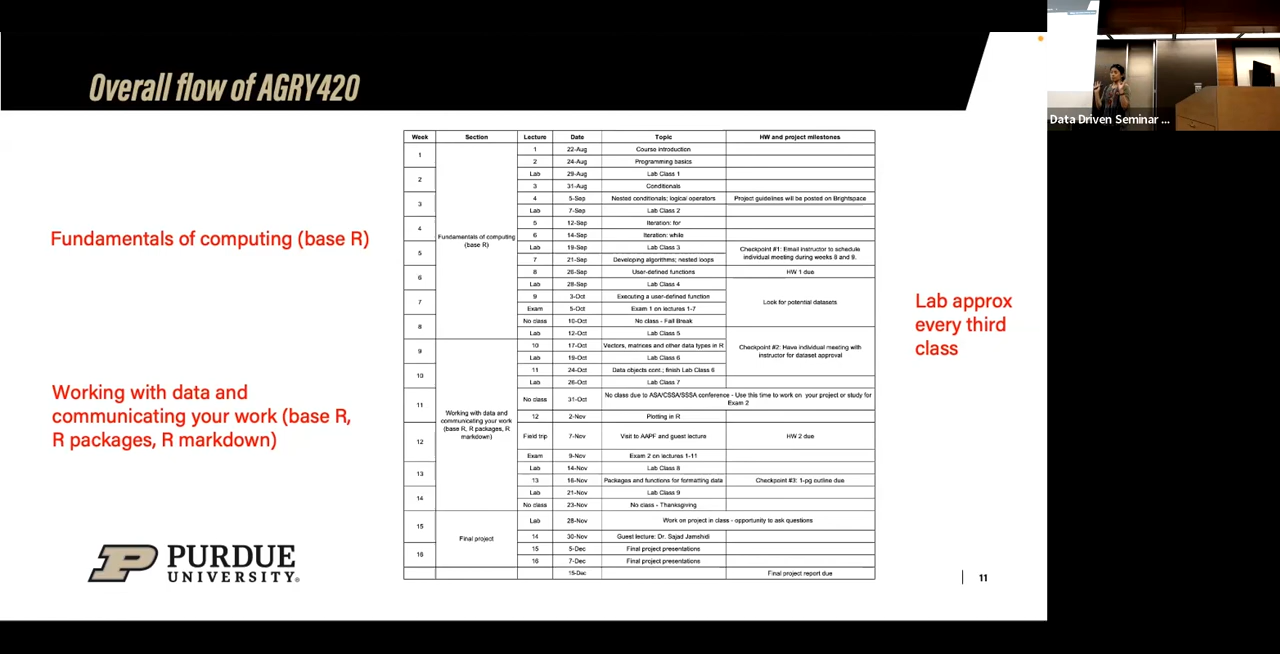 Overall flow of AGRY420
Data Driven Seminar ...
Fundamentals of computing (base R)
Working with data and
communicating your work (base R,
R packages, R markdown)
Week Section Lecture Date Topic HW and project milestones
1 Fundamentals of computing (base R)
1 22-Aug Course introduction
2 24-Aug Programming basics
2
Lab 29-Aug Lab Class 1
3 31-Aug Conditionals
3
4 5-Sep Nested conditionals; logical operators Project guidelines will be posted on Brightspace
Lab 7-Sep Lab Class 2
4
5 12-Sep Iteration: for
6 14-Sep Iteration: while
5
Lab 19-Sep Lab Class 3 Checkpoint #1: Email instructor to schedule
individual meeting during weeks 8 and 9.
7 21-Sep Developing algorithms; nested loops
6
8 26-Sep User-defined functions HW 1 due
Lab 28-Sep Lab Class 4
7
9 3-Oct Executing a user-defined function Look for potential datasets
Exam 5-Oct Exam 1 on lectures 1-7
8
No class 10-Oct No class - Fall Break
Lab 12-Oct Lab Class 5
9 Working with data and
communicating your work
(base R, R packages, R
markdown)
10 17-Oct Vectors, matrices and other data types in R Checkpoint #2: Have individual meeting with
instructor for dataset approval
Lab 19-Oct Lab Class 6
10
11 24-Oct Data objects cont.; finish Lab Class 6
Lab 26-Oct Lab Class 7
11
No class 31-Oct No class due to ASA/CSSA/SSSA conference - Use this time to work on your project or study for
Exam 2
12 2-Nov Plotting in R
12
Field trip 7-Nov Visit to AAPF and guest lecture HW 2 due
Exam 9-Nov Exam 2 on lectures 1-11
13
Lab 14-Nov Lab Class 8
13 16-Nov Packages and functions for formatting data Checkpoint #3: 1-pg outline due
14
Lab 21-Nov Lab Class 9
No class 23-Nov No class - Thanksgiving
15 Final project
Lab 28-Nov Work on project in class - opportunity to ask questions
14 30-Nov Guest lecture: Dr. Sajad Jamshidi
16
15 5-Dec Final project presentations
16 7-Dec Final project presentations
15-Dec Final project report due
Lab approx
every third
class
P PURDUE
UNIVERSITY®
11